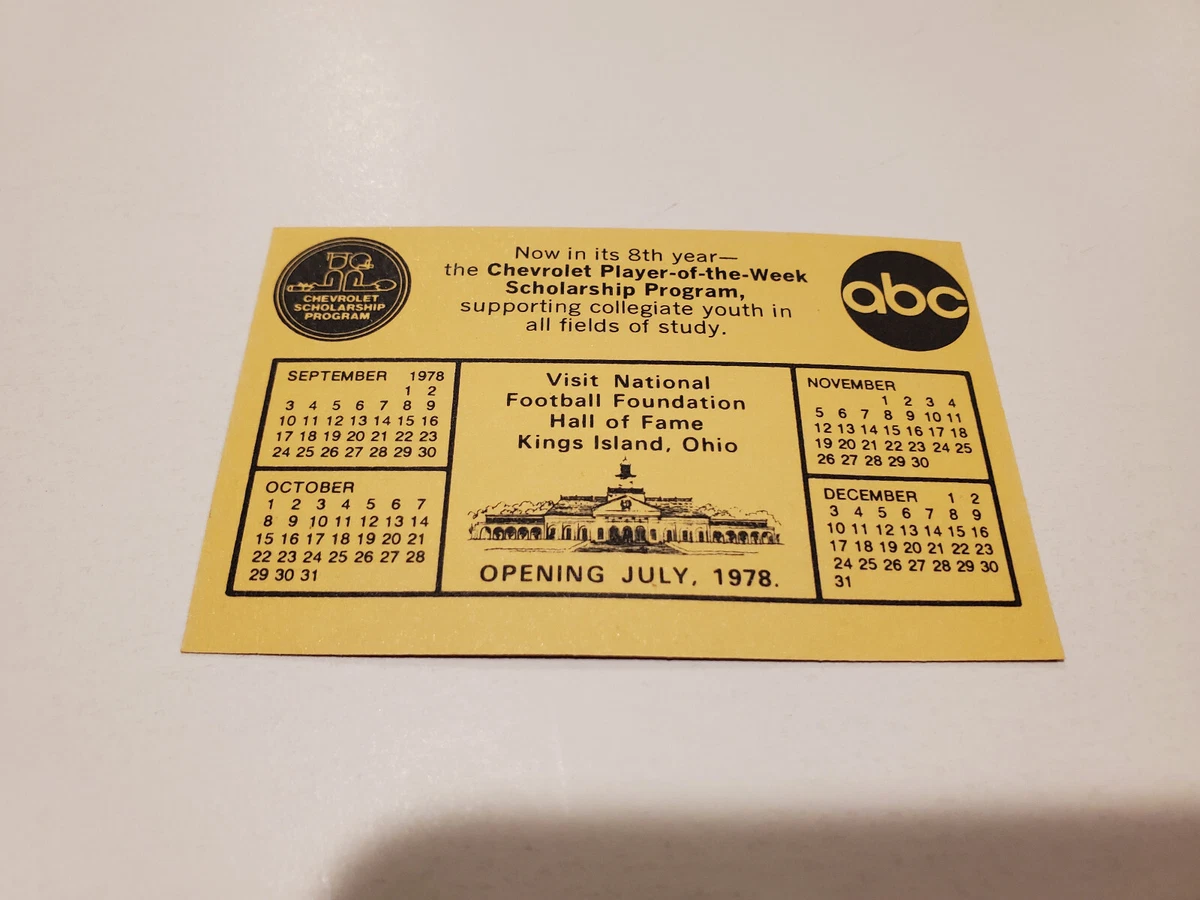 CHEVROLET
SCHOLARSHIP
PROGRAM
Now in its 8th year—
the Chevrolet Player-of-the-Week
Scholarship Program,
supporting collegiate youth in
all fields of study.
abc
SEPTEMBER 1978
1 2
3 4 5 6 7 8 9
10 11 12 13 14 15 16
17 18 19 20 21 22 23
24 25 26 27 28 29 30
OCTOBER
1 2 3 4 5 6 7
8 9 10 11 12 13 14
15 16 17 18 19 20 21
22 23 24 25 26 27 28
29 30 31
Visit National
Football Foundation
Hall of Fame
Kings Island, Ohio
OPENING JULY, 1978.
NOVEMBER
1 2 3 4
5 6 7 8 9 10 11
12 13 14 15 16 17 18
19 20 21 22 23 24 25
26 27 28 29 30
DECEMBER 1 2
3 4 5 6 7 8 9
10 11 12 13 14 15 16
17 18 19 20 21 22 23
24 25 26 27 28 29 30
31